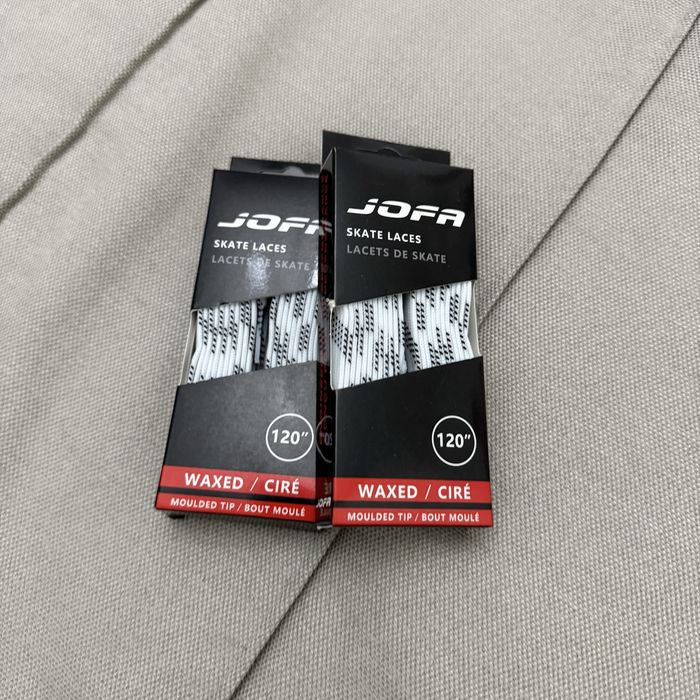 JOFA
SKATE LACES
LACETS DE SKATE
120"
WAXED / CIRÉ
MOULDED TIP / BOUT MOULÉ
JOFA
JOFA
SKATE LACES
LACETS DE SKATE
120"
WAXED / CIRÉ
MOULDED TIP / BOUT MOULÉ